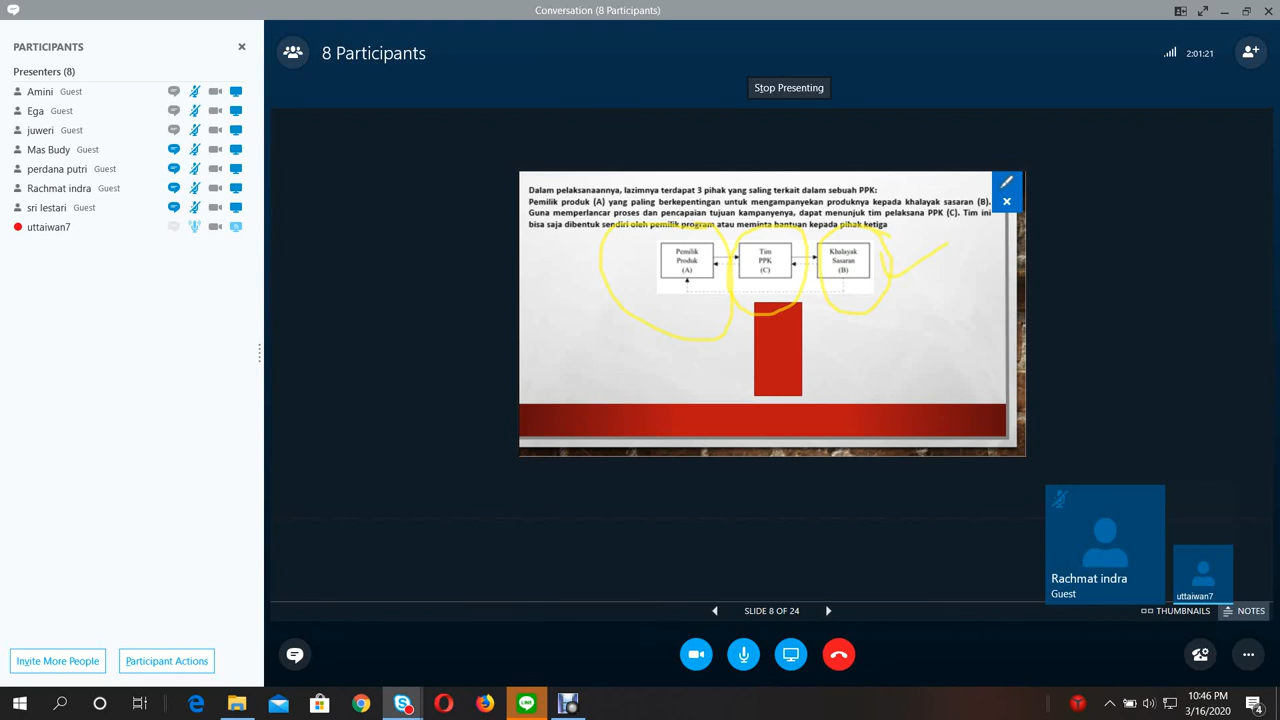 Conversation (8 Participants)
PARTICIPANTS
Presenters (8)
Amini Guest
Ega Guest
juweri Guest
Mas Budy Guest
perdana putri Guest
Rachmat indra Guest
sri lestari Guest
uttaiwan7
Invite More People
Participant Actions
8 Participants
2:01:21
Stop Presenting
Dalam pelaksanaannya, lazimnya terdapat 3 pihak yang saling terkait dalam sebuah PPK:
Pemilik produk (A) yang paling berkepentingan untuk mengampanyekan produknya kepada khalayak sasaran (B).
Guna memperlancar proses dan pencapaian tujuan kampanyenya, dapat menunjuk tim pelaksana PPK (C). Tim ini
bisa saja dibentuk sendiri oleh pemilik program atau meminta bantuan kepada pihak ketiga
Pemilik
Produk
(A)
Tim
PPK
(C)
Khalayak
Sasaran
(B)
Rachmat indra
Guest
uttaiwan7
SLIDE 8 OF 24
THUMBNAILS
NOTES
LINE
10:46 PM
3/16/2020
4